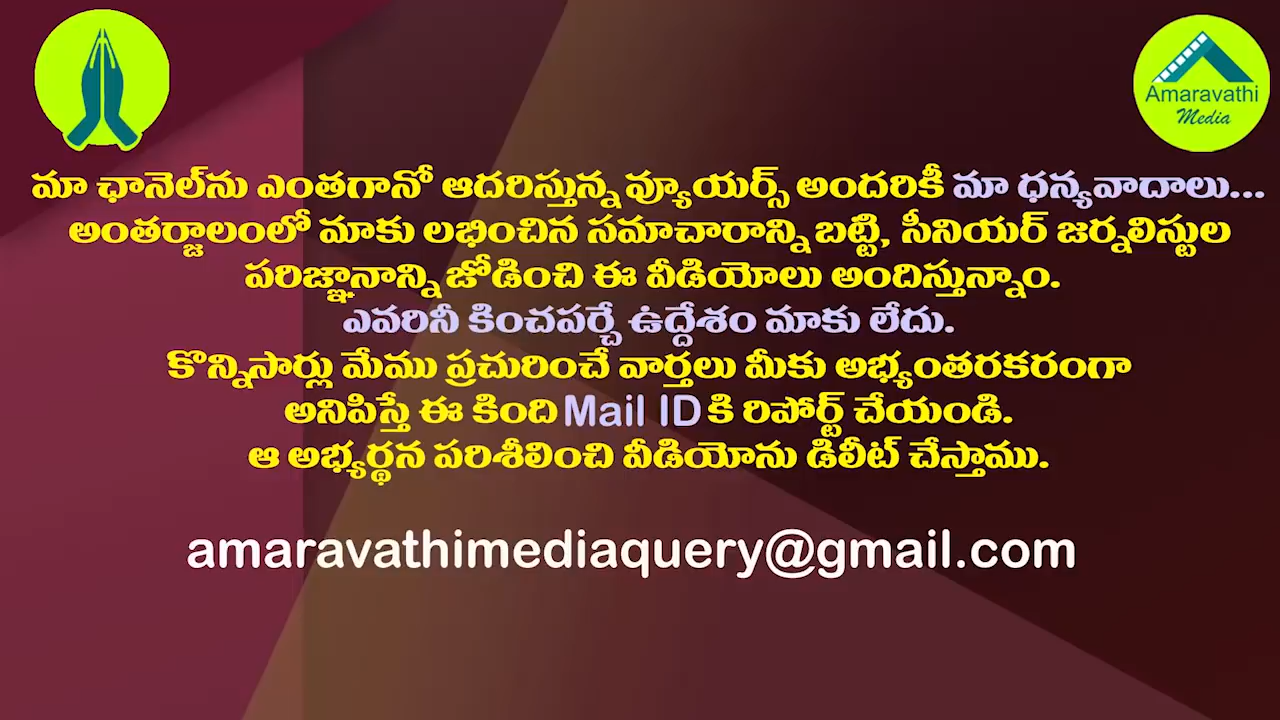 Amaravathi
Media
మా ఛానెల్‌ను ఎంతగానో ఆదరిస్తున్న వ్యూయర్స్ అందరికీ మా ధన్యవాదాలు...
అంతర్జాలంలో మాకు లభించిన సమాచారాన్ని బట్టి, సీనియర్ జర్నలిస్టుల
పరిజ్ఞానాన్ని జోడించి ఈ వీడియోలు అందిస్తున్నాం.
ఎవరినీ కించపర్చే ఉద్దేశం మాకు లేదు.
కొన్నిసార్లు మేము ప్రచురించే వార్తలు మీకు అభ్యంతరకరంగా
అనిపిస్తే ఈ కింది Mail ID కి రిపోర్ట్ చేయండి.
ఆ అభ్యర్థన పరిశీలించి వీడియోను డిలీట్ చేస్తాము.
amaravathimediaquery@gmail.com